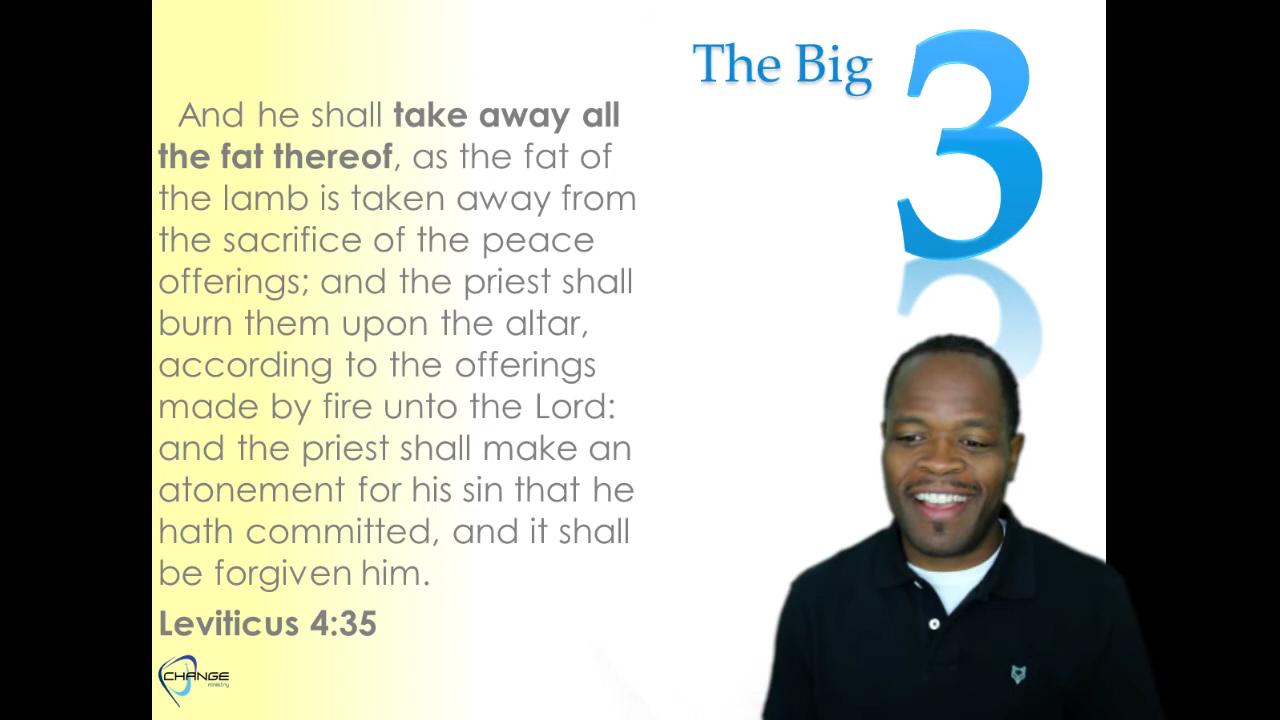 The Big 3
And he shall take away all
the fat thereof, as the fat of
the lamb is taken away from
the sacrifice of the peace
offerings; and the priest shall
burn them upon the altar,
according to the offerings
made by fire unto the Lord:
and the priest shall make an
atonement for his sin that he
hath committed, and it shall
be forgiven him.
Leviticus 4:35
CHANGE
ministry